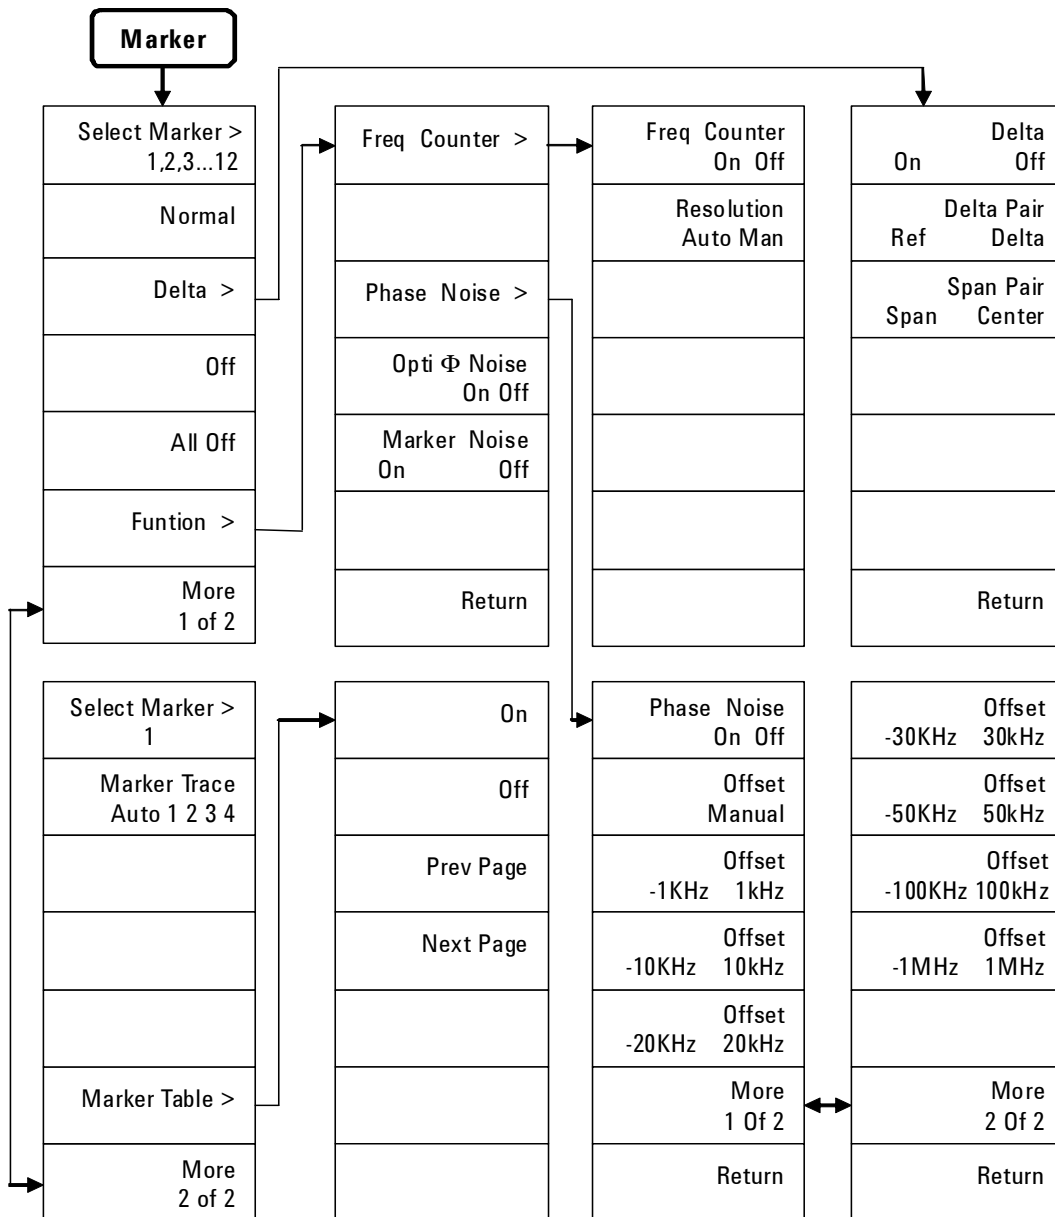 Marker
Select Marker >
1,2,3...12
Normal
Delta >
Off
All Off
Funtion >
More
1 of 2
Freq Counter >
Phase Noise >
Opti Φ Noise
On Off
Marker Noise
On Off
Return
Freq Counter
On Off
Resolution
Auto Man
Delta
On Off
Delta Pair
Ref Delta
Span Pair
Span Center
Return
Select Marker >
1
Marker Trace
Auto 1 2 3 4
Marker Table >
More
2 of 2
On
Off
Prev Page
Next Page
Phase Noise
On Off
Offset
Manual
Offset
-1KHz 1kHz
Offset
-10KHz 10kHz
Offset
-20KHz 20kHz
More
1 Of 2
Return
Offset
-30KHz 30kHz
Offset
-50KHz 50kHz
Offset
-100KHz 100kHz
Offset
-1MHz 1MHz
More
2 Of 2
Return